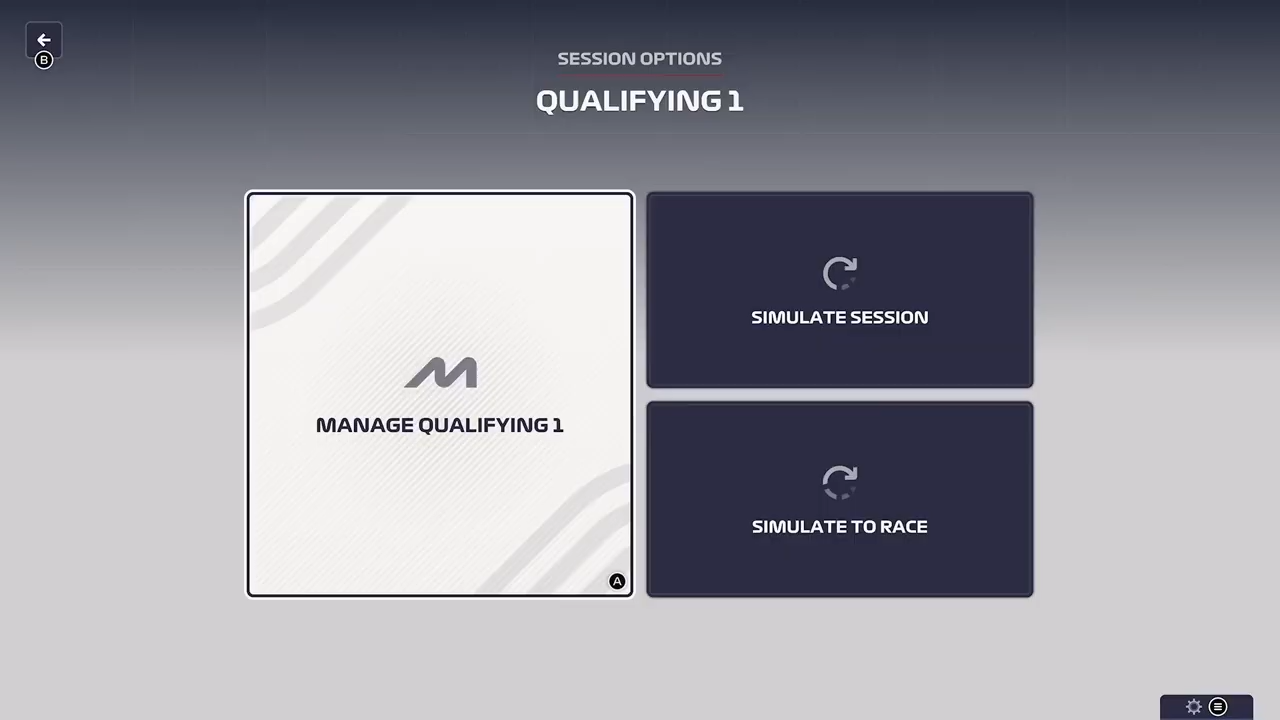 B
SESSION OPTIONS
QUALIFYING 1
MANAGE QUALIFYING 1
A
SIMULATE SESSION
SIMULATE TO RACE